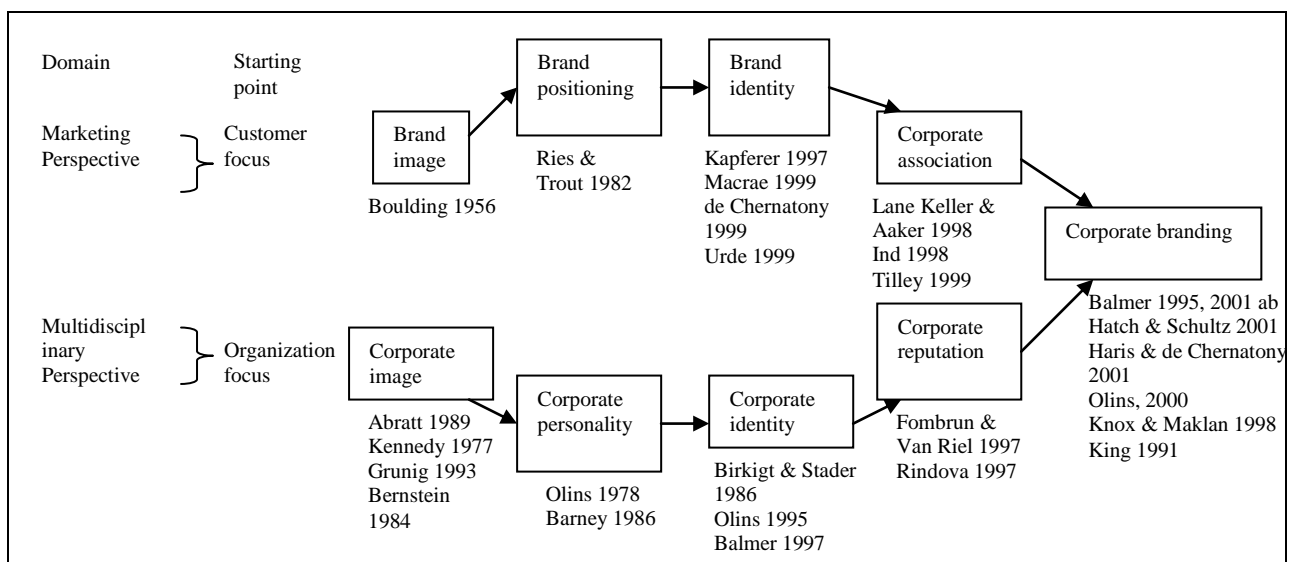 Domain
Starting
point
Marketing
Perspective
Customer
focus
Brand
image
Boulding 1956
Brand
positioning
Ries &
Trout 1982
Brand
identity
Kapferer 1997
Macrae 1999
de Chernatony
1999
Urde 1999
Corporate
association
Lane Keller &
Aaker 1998
Ind 1998
Tilley 1999
Corporate branding
Balmer 1995, 2001 ab
Hatch & Schultz 2001
Haris & de Chernatony
2001
Olins, 2000
Knox & Maklan 1998
King 1991
Multidiscipl
inary
Perspective
Organization
focus
Corporate
image
Abratt 1989
Kennedy 1977
Grunig 1993
Bernstein
1984
Corporate
personality
Olins 1978
Barney 1986
Corporate
identity
Birkigt & Stader
1986
Olins 1995
Balmer 1997
Corporate
reputation
Fombrun &
Van Riel 1997
Rindova 1997